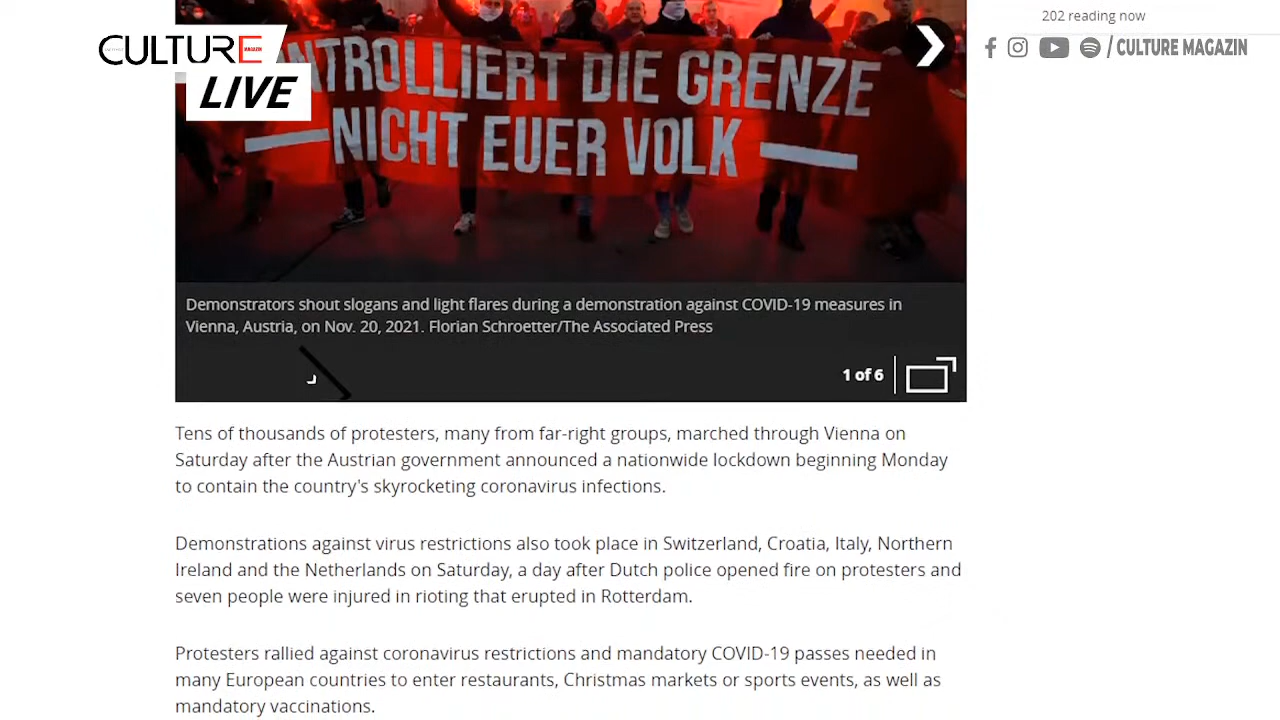 202 reading now
CULTURE
MAGAZIN
LIVE
/ CULTURE MAGAZIN
NTROLLIERT DIE GRENZE
NICHT EUER VOLK
Demonstrators shout slogans and light flares during a demonstration against COVID-19 measures in
Vienna, Austria, on Nov. 20, 2021. Florian Schroetter/The Associated Press
1 of 6
Tens of thousands of protesters, many from far-right groups, marched through Vienna on
Saturday after the Austrian government announced a nationwide lockdown beginning Monday
to contain the country's skyrocketing coronavirus infections.
Demonstrations against virus restrictions also took place in Switzerland, Croatia, Italy, Northern
Ireland and the Netherlands on Saturday, a day after Dutch police opened fire on protesters and
seven people were injured in rioting that erupted in Rotterdam.
Protesters rallied against coronavirus restrictions and mandatory COVID-19 passes needed in
many European countries to enter restaurants, Christmas markets or sports events, as well as
mandatory vaccinations.